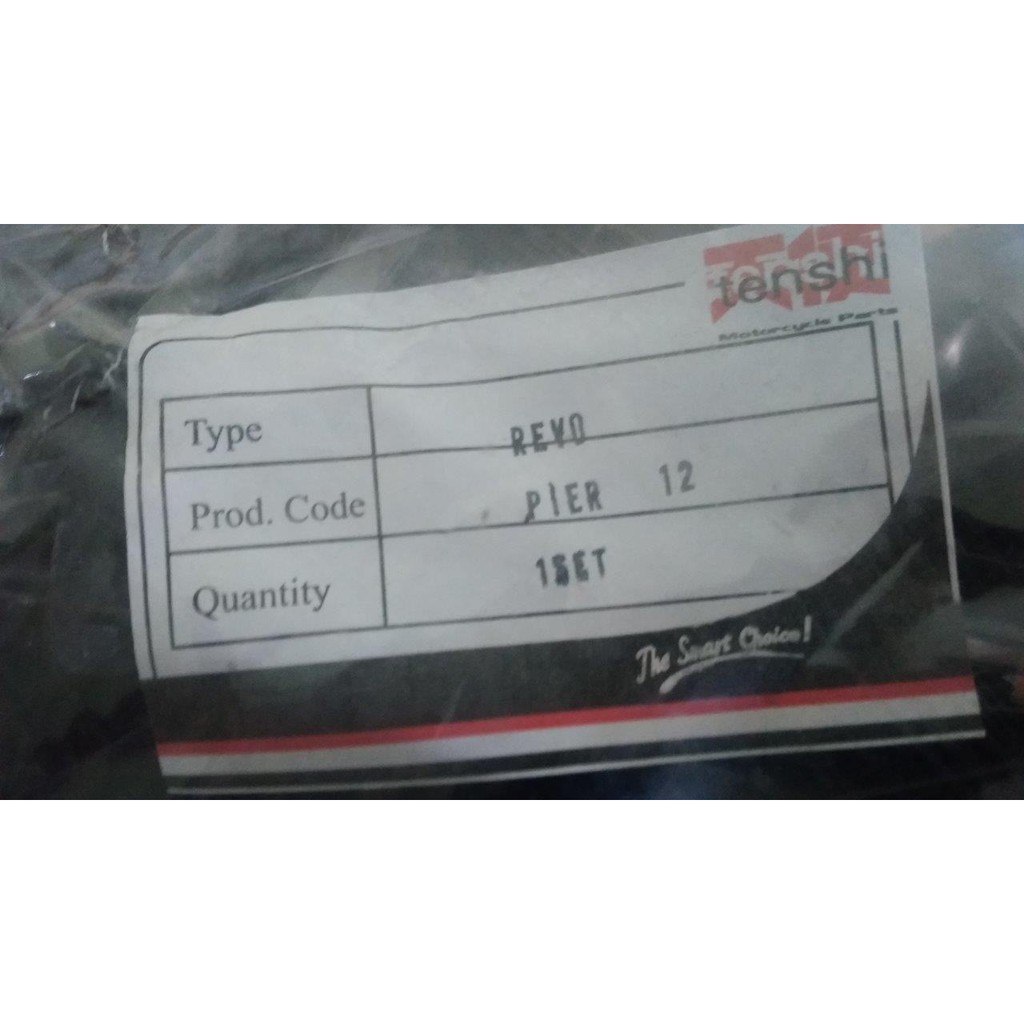 tenshi
Motorcycle Parts
Type REVO
Prod. Code PIER 12
Quantity 1SET
The Smart Choice!